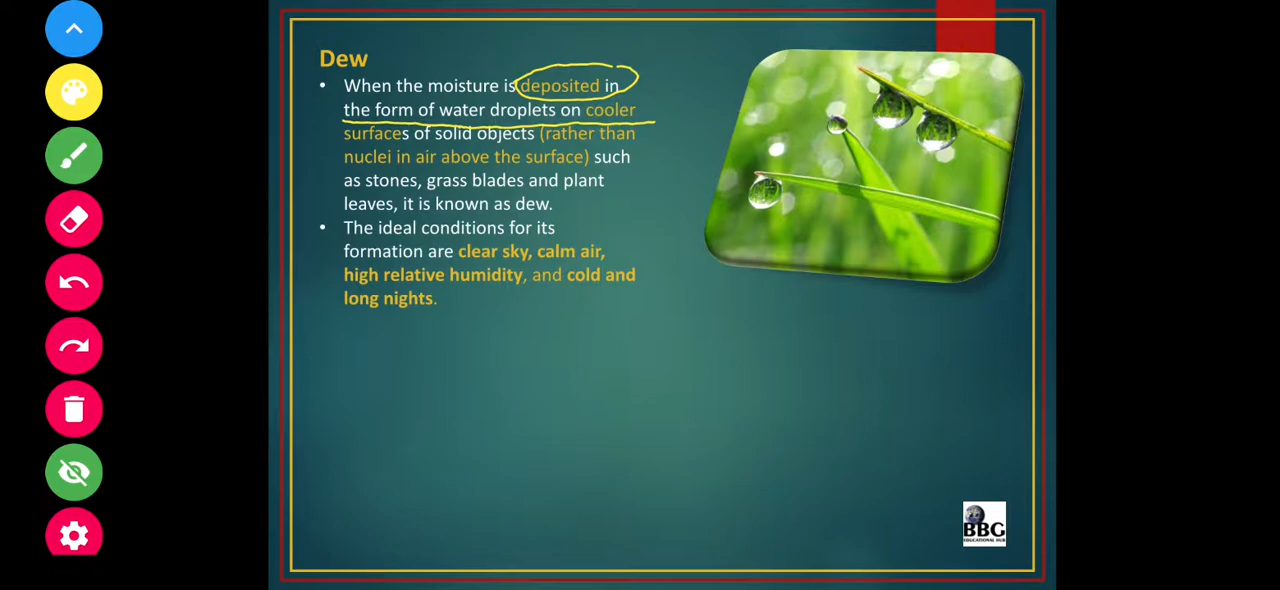 Dew
• When the moisture is deposited in
the form of water droplets on cooler
surfaces of solid objects (rather than
nuclei in air above the surface) such
as stones, grass blades and plant
leaves, it is known as dew.
• The ideal conditions for its
formation are clear sky, calm air,
high relative humidity, and cold and
long nights.
BBG
EDUCATIONAL HUB